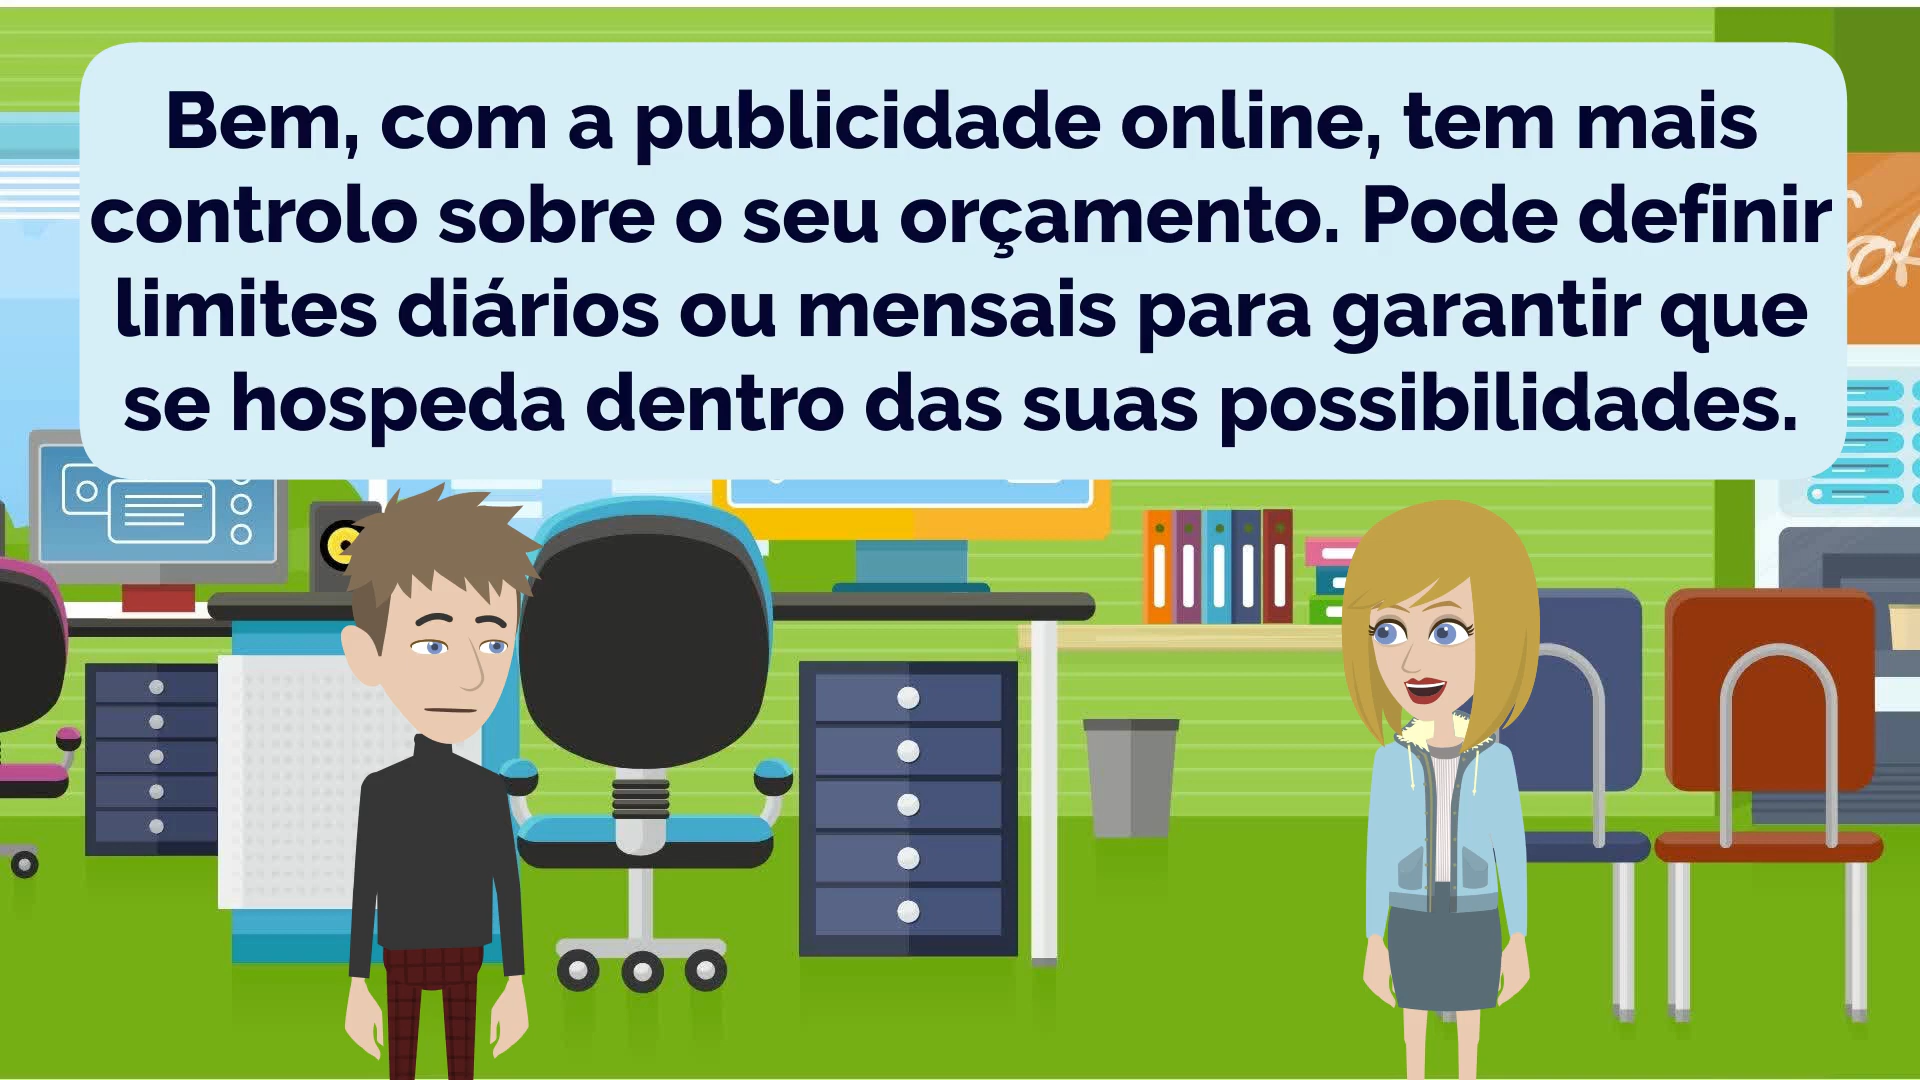 Bem, com a publicidade online, tem mais
controlo sobre o seu orçamento. Pode definir
limites diários ou mensais para garantir que
se hospeda dentro das suas possibilidades.